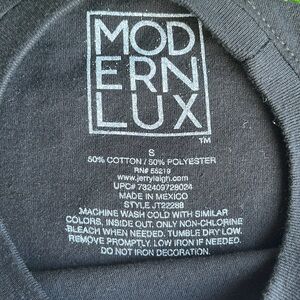 MOD
ERN
LUX
TM
S
50% COTTON / 50% POLYESTER
RN# 55219
www.jerryleigh.com
UPC# 732409728024
MADE IN MEXICO
STYLE JT22288
MACHINE WASH COLD WITH SIMILAR
COLORS, INSIDE OUT. ONLY NON-CHLORINE
BLEACH WHEN NEEDED. TUMBLE DRY LOW.
REMOVE PROMPTLY. LOW IRON IF NEEDED.
DO NOT IRON DECORATION.